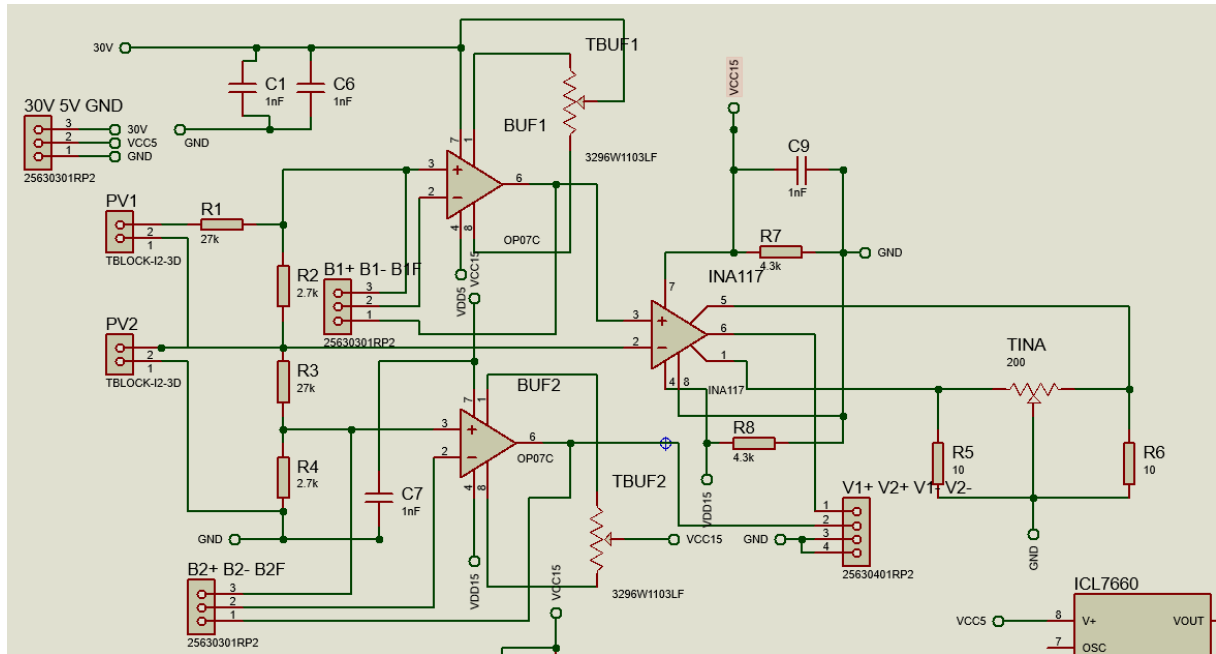 30V
C1
1nF
C6
1nF
TBUF1
3296W1103LF
30V 5V GND
3
2
1
30V
VCC5
GND
25630301RP2
GND
BUF1
7
1
3
2
6
4
8
OP07C
VDD5
VCC15
PV1
2
1
TBLOCK-I2-3D
R1
27k
R2
2.7k
B1+ B1- B1F
3
2
1
25630301RP2
PV2
2
1
TBLOCK-I2-3D
R3
27k
R4
2.7k
GND
C7
1nF
BUF2
7
1
3
2
6
4
8
OP07C
VDD15
TBUF2
VCC15
3296W1103LF
B2+ B2- B2F
3
2
1
25630301RP2
VCC15
VCC15
C9
1nF
R7
4.3k
GND
INA117
7
3
2
5
6
1
4
8
INA117
R8
4.3k
VDD15
TINA
200
R5
10
R6
10
GND
V1+ V2+ V1- V2-
1
2
3
4
GND
25630401RP2
ICL7660
VCC5
8
V+
VOUT
7
OSC